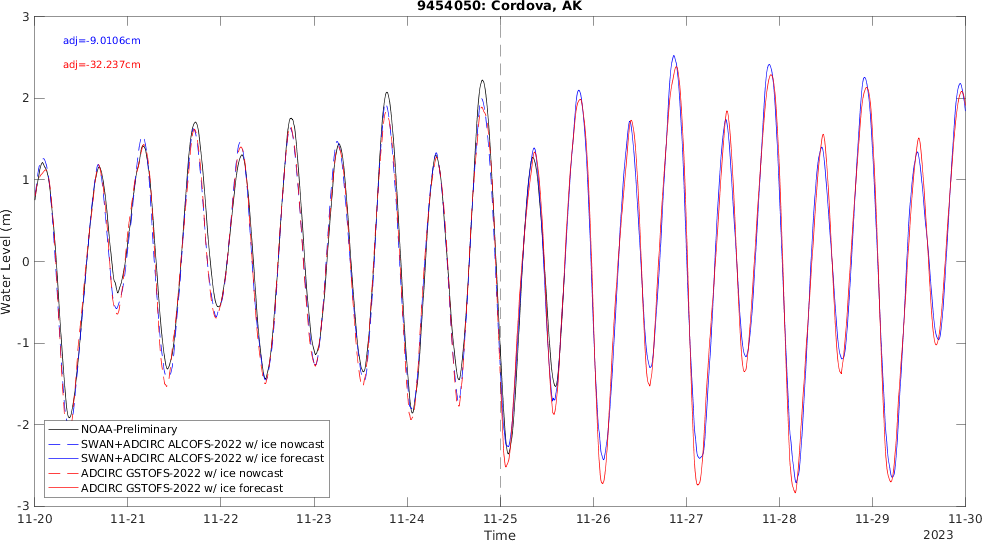 9454050: Cordova, AK
adj=-9.0106cm
adj=-32.237cm
3
2
1
0
-1
-2
-3
Water Level (m)
NOAA-Preliminary
SWAN+ADCIRC ALCOFS-2022 w/ ice nowcast
SWAN+ADCIRC ALCOFS-2022 w/ ice forecast
ADCIRC GSTOFS-2022 w/ ice nowcast
ADCIRC GSTOFS-2022 w/ ice forecast
11-20 11-21 11-22 11-23 11-24 11-25 11-26 11-27 11-28 11-29 11-30
Time
2023